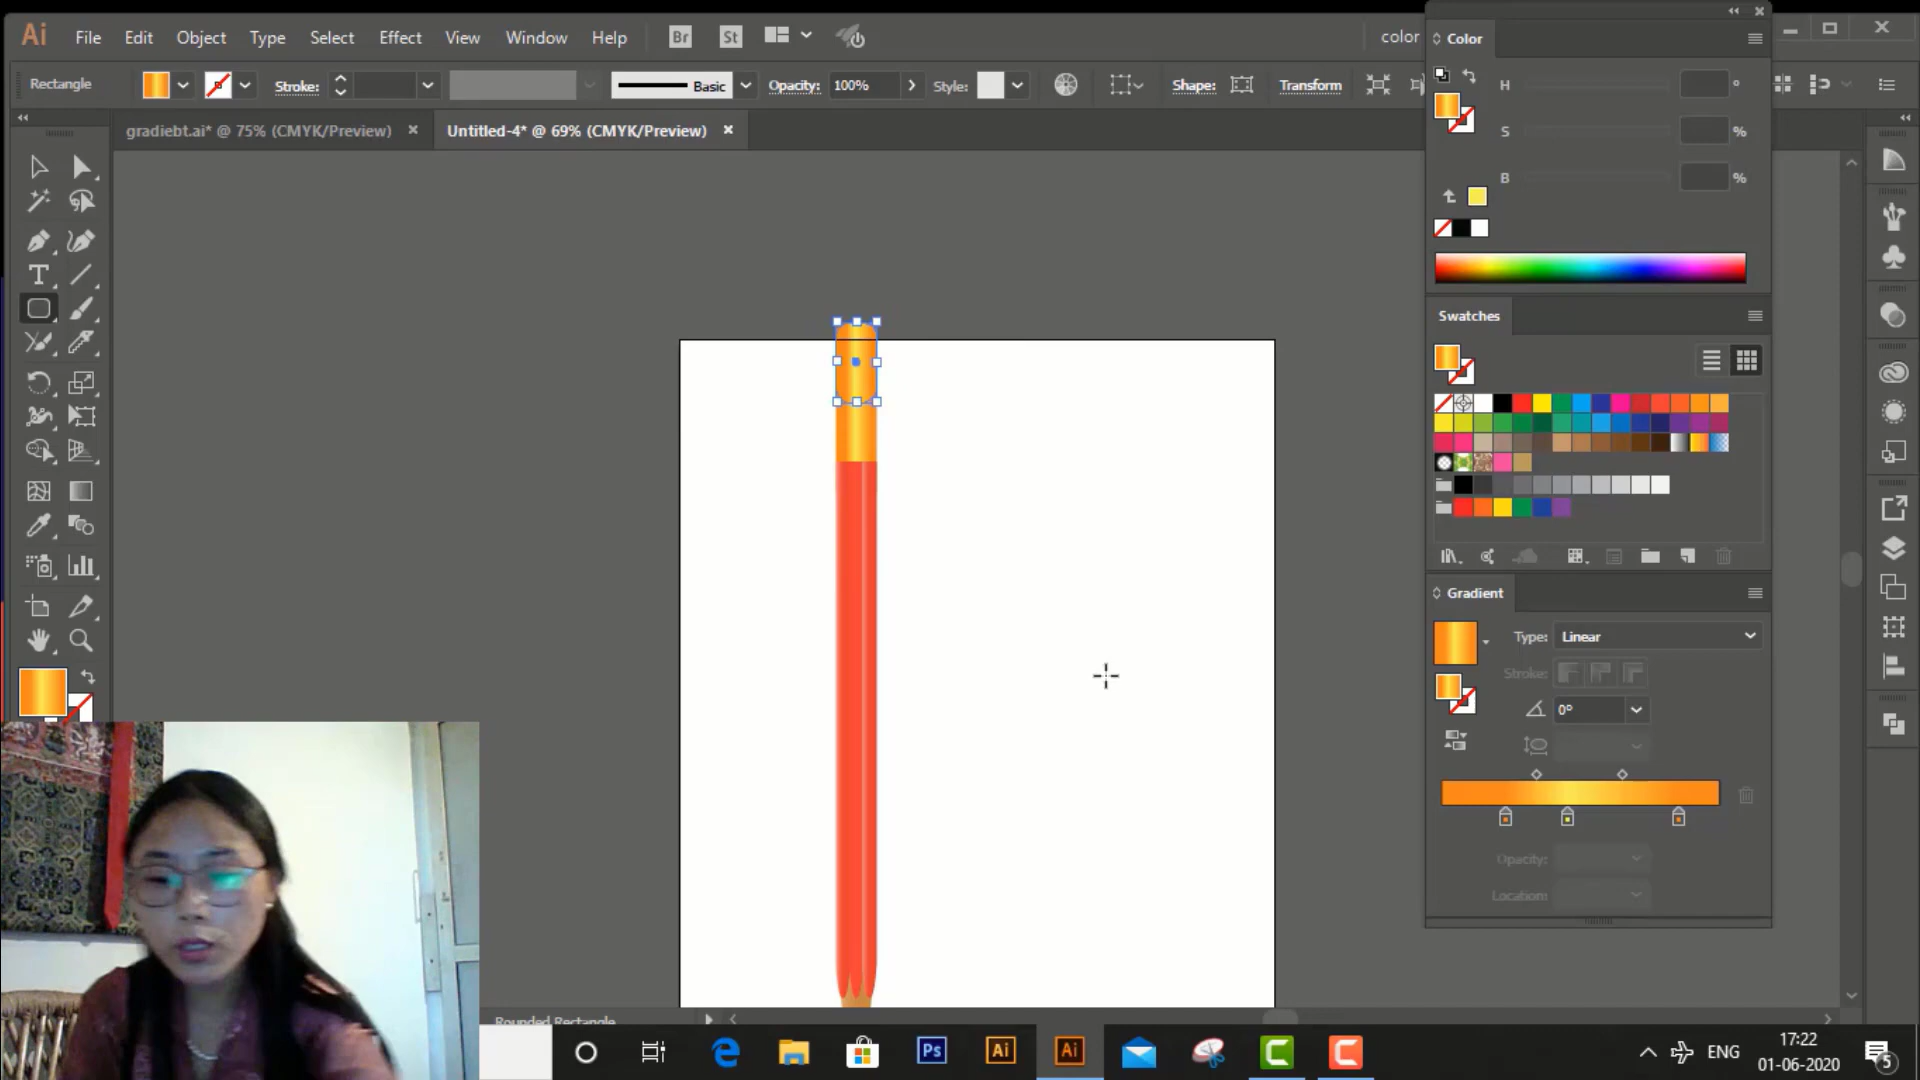 Ai File Edit Object Type Select Effect View Window Help Br St color
Color
Rectangle Stroke: Basic Opacity: 100% Style: Shape: Transform
H °
S %
B %
gradiebt.ai* @ 75% (CMYK/Preview) × Untitled-4* @ 69% (CMYK/Preview) ×
Swatches
Gradient
Type: Linear
Stroke:
0°
Opacity:
Location:
Rounded Rectangle
Ps Ai Ai
ENG
17:22
01-06-2020
5